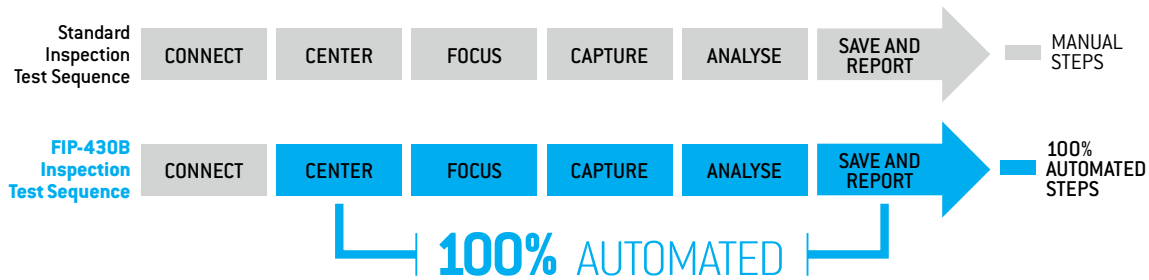 Standard
Inspection
Test Sequence
CONNECT
CENTER
FOCUS
CAPTURE
ANALYSE
SAVE AND
REPORT
MANUAL
STEPS
FIP-430B
Inspection
Test Sequence
CONNECT
CENTER
FOCUS
CAPTURE
ANALYSE
SAVE AND
REPORT
100%
AUTOMATED
STEPS
100% AUTOMATED